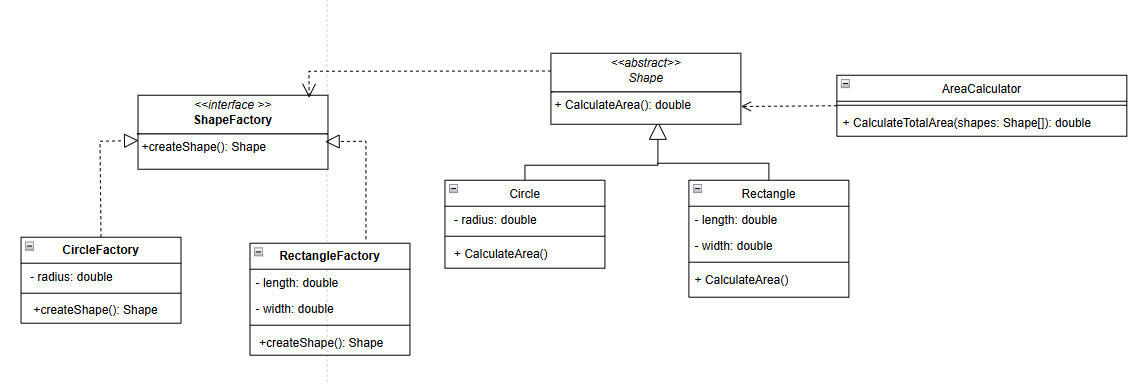 <<interface >>
ShapeFactory
+createShape(): Shape
CircleFactory
- radius: double
+createShape(): Shape
RectangleFactory
- length: double
- width: double
+createShape(): Shape
<<abstract>>
Shape
+ CalculateArea(): double
Circle
- radius: double
+ CalculateArea()
Rectangle
- length: double
- width: double
+ CalculateArea()
AreaCalculator
+ CalculateTotalArea(shapes: Shape[]): double